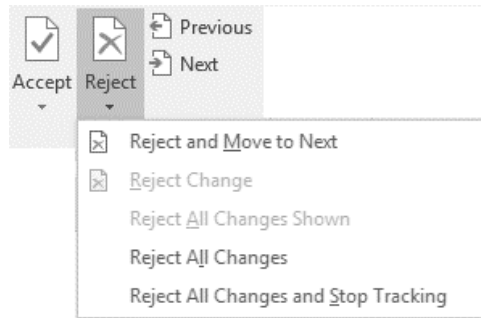 Accept
Reject
Previous
Next
Reject and Move to Next
Reject Change
Reject All Changes Shown
Reject All Changes
Reject All Changes and Stop Tracking